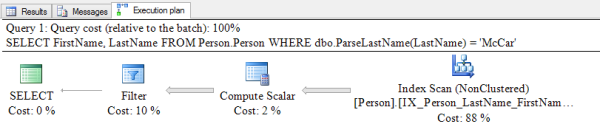 Results Messages Execution plan
Query 1: Query cost (relative to the batch): 100%
SELECT FirstName, LastName FROM Person.Person WHERE dbo.ParseLastName(LastName) = 'McCar'
SELECT
Cost: 0 %
Filter
Cost: 10 %
Compute Scalar
Cost: 2 %
Index Scan (NonClustered)
[Person].[IX_Person_LastName_FirstNam…
Cost: 88 %